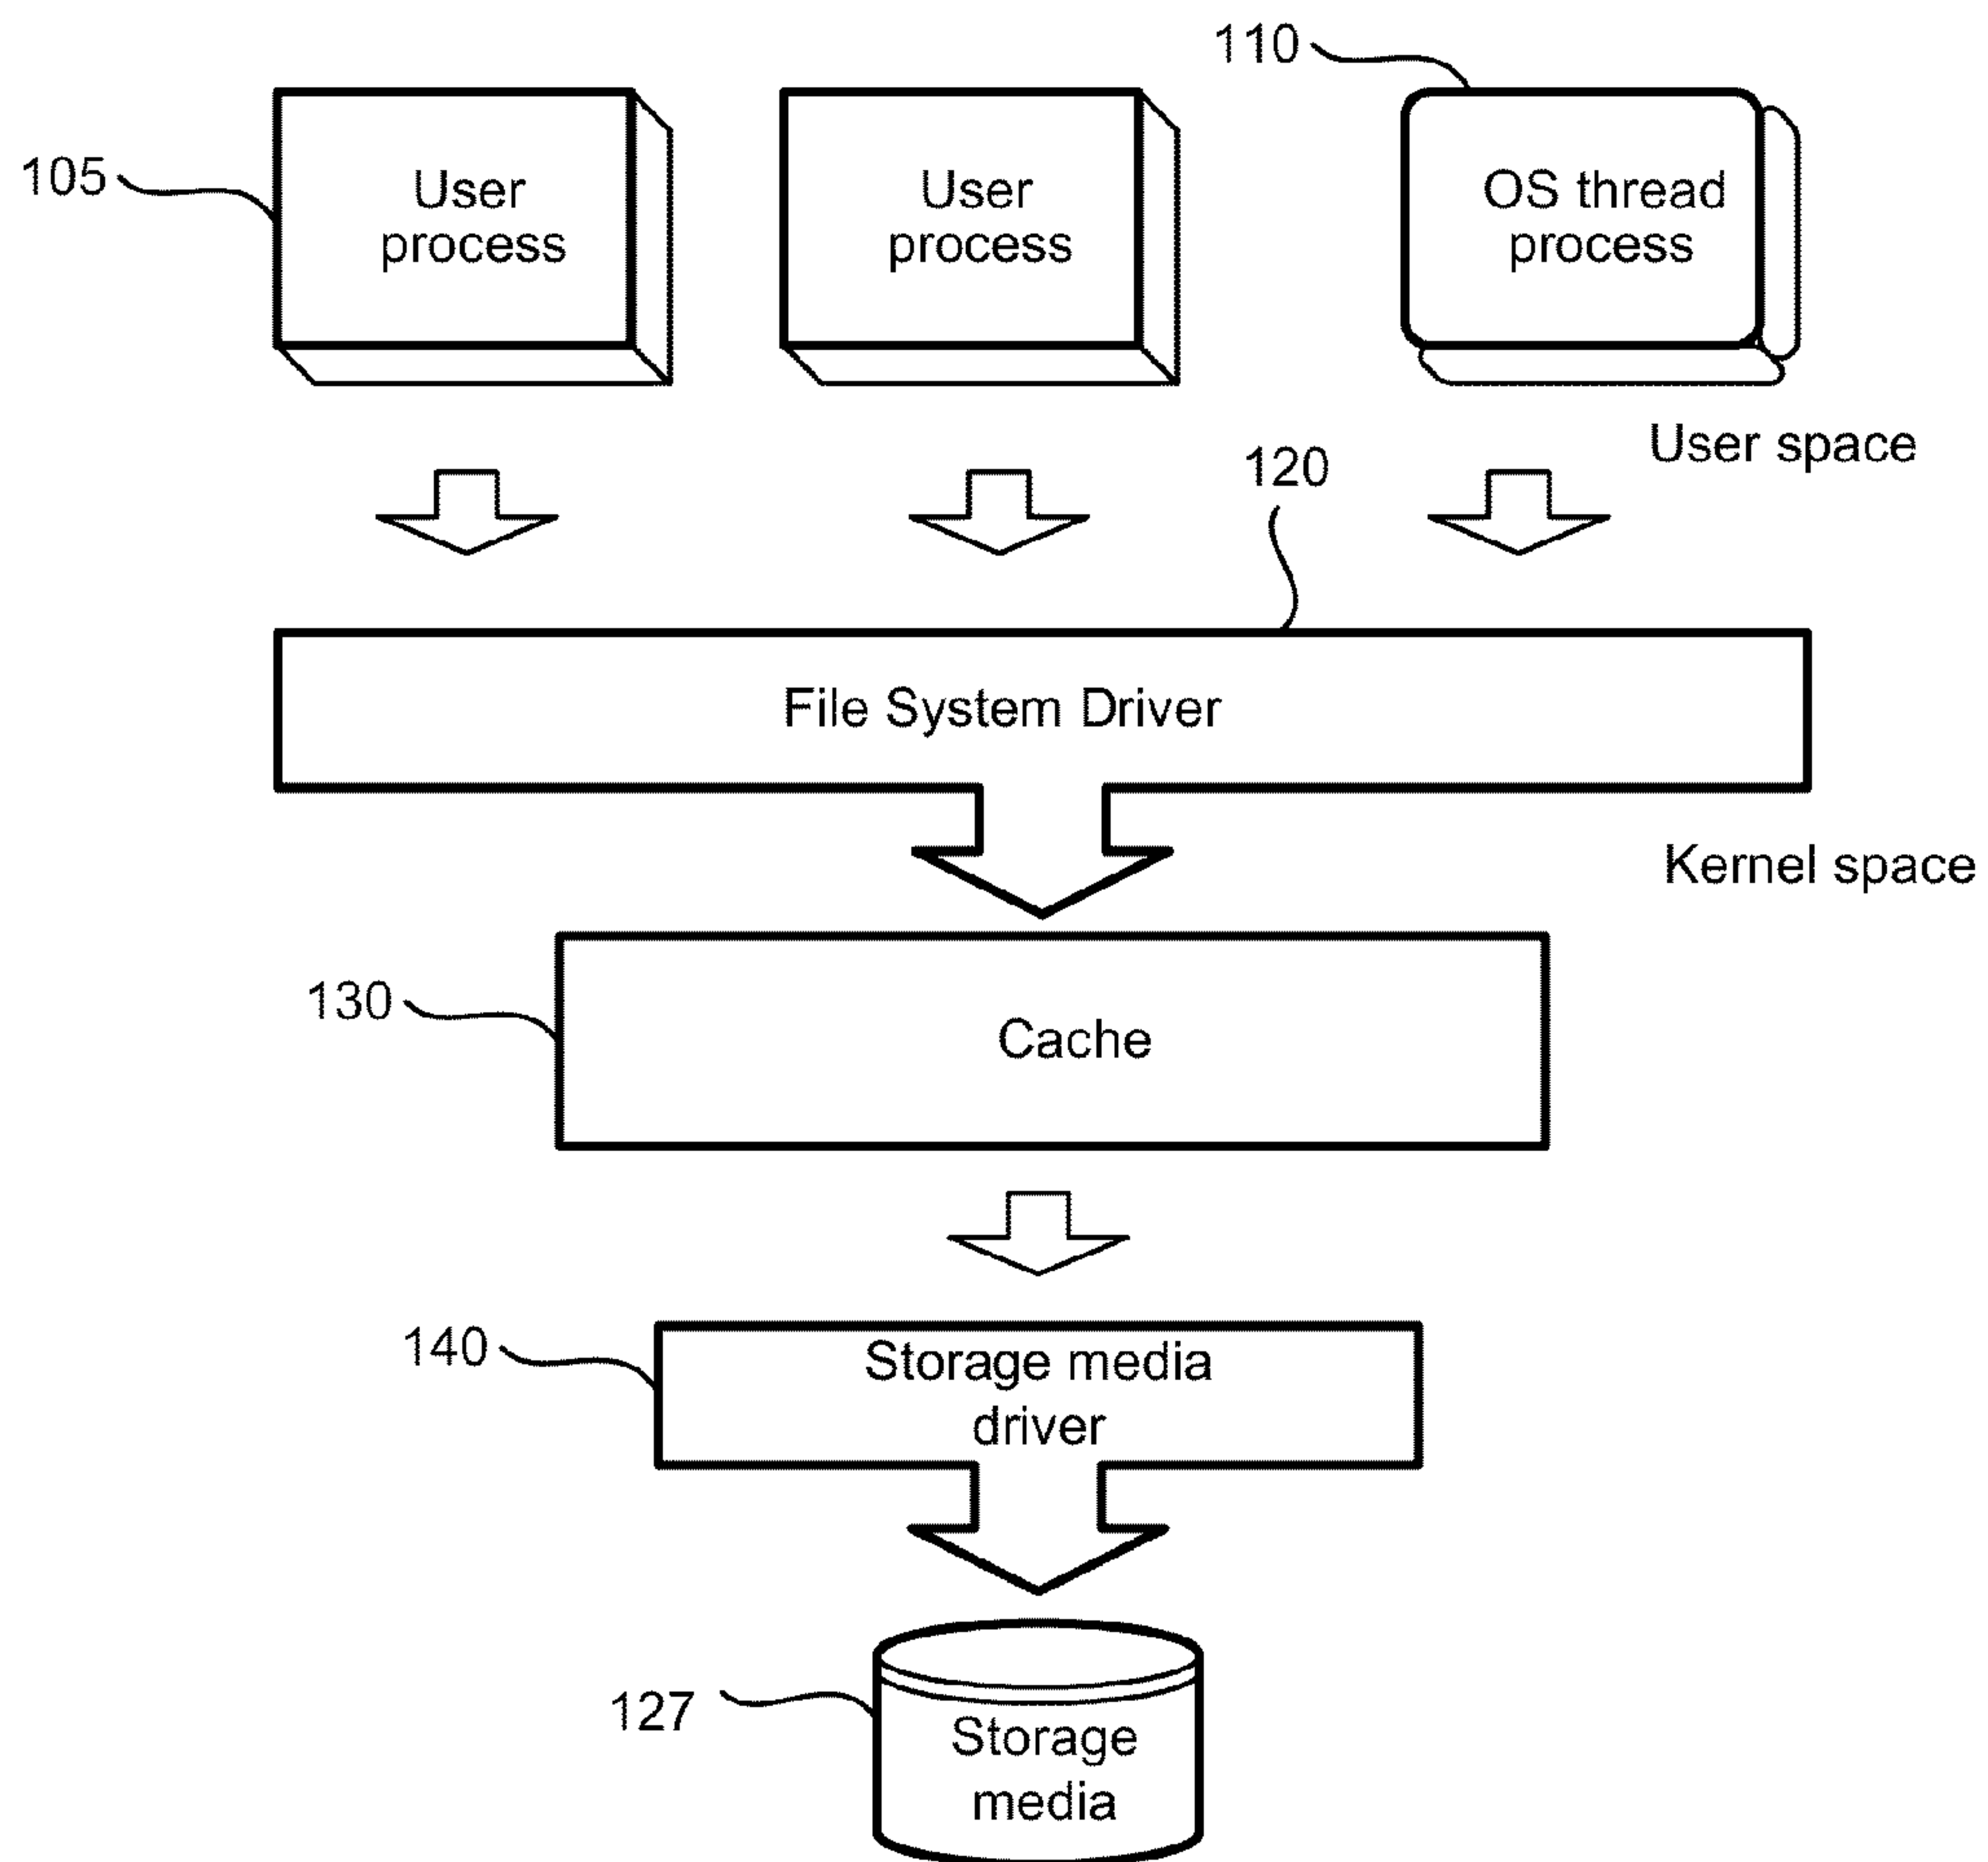 110
105
User
process
User
process
OS thread
process
User space
120
File System Driver
Kernel space
130
Cache
140
Storage media
driver
127
Storage
media